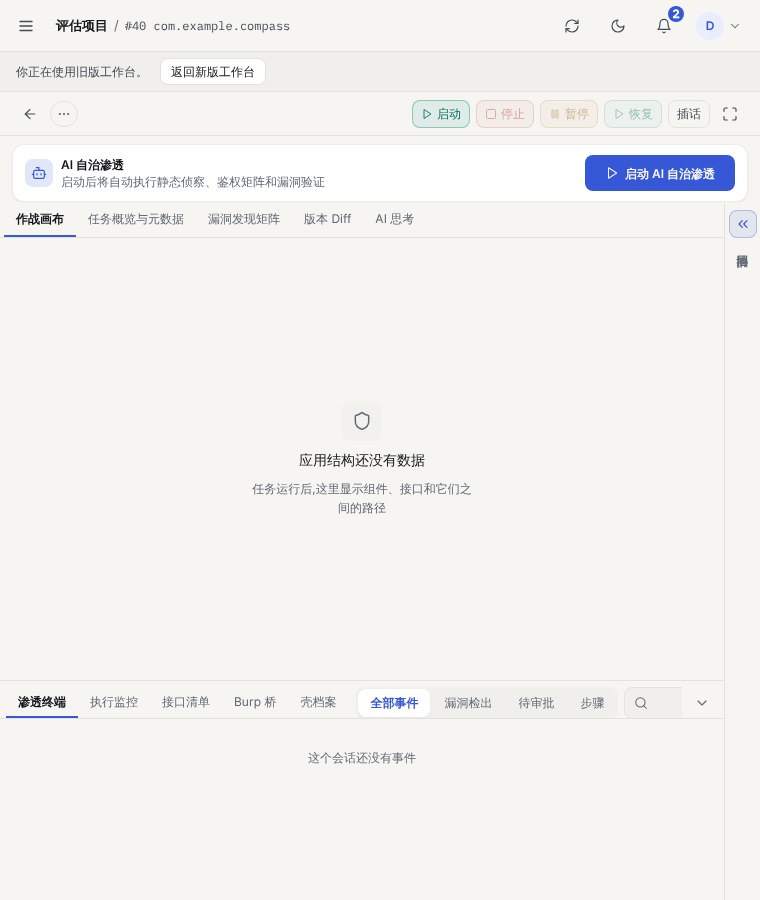 评估项目 / #40 com.example.compass
2
D
你正在使用旧版工作台。 返回新版工作台
启动 停止 暂停 恢复 插话
AI 自治渗透
启动后将自动执行静态侦察、鉴权矩阵和漏洞验证
启动 AI 自治渗透
作战画布 任务概览与元数据 漏洞发现矩阵 版本 Diff AI 思考
应用结构还没有数据
任务运行后,这里显示组件、接口和它们之
间的路径
渗透终端 执行监控 接口清单 Burp 桥 壳档案 全部事件 漏洞检出 待审批 步骤
这个会话还没有事件